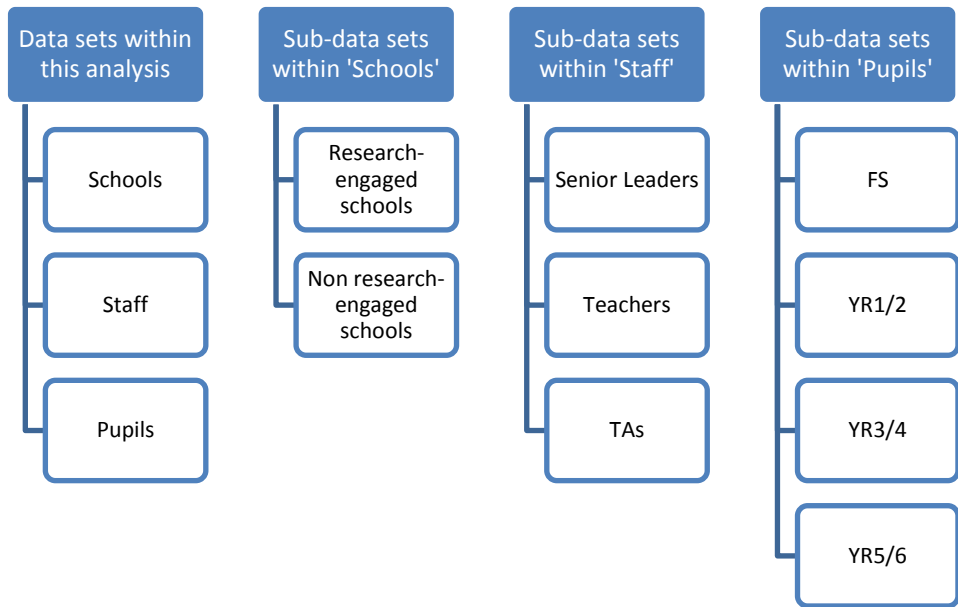 Data sets within
this analysis
Schools
Staff
Pupils
Sub-data sets
within 'Schools'
Research-
engaged
schools
Non research-
engaged
schools
Sub-data sets
within 'Staff'
Senior Leaders
Teachers
TAs
Sub-data sets
within 'Pupils'
FS
YR1/2
YR3/4
YR5/6